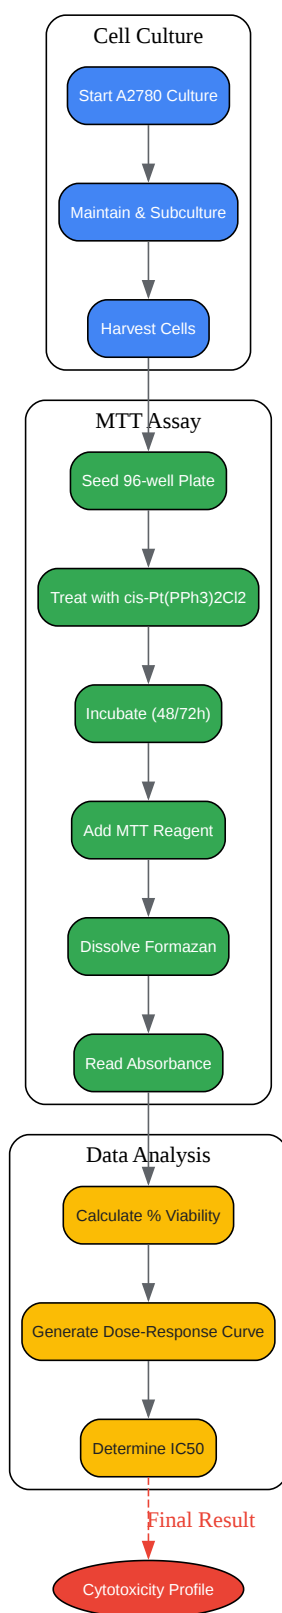 Cell Culture
Start A2780 Culture
Maintain & Subculture
Harvest Cells
MTT Assay
Seed 96-well Plate
Treat with cis-Pt(PPh3)2Cl2
Incubate (48/72h)
Add MTT Reagent
Dissolve Formazan
Read Absorbance
Data Analysis
Calculate % Viability
Generate Dose-Response Curve
Determine IC50
Final Result
Cytotoxicity Profile